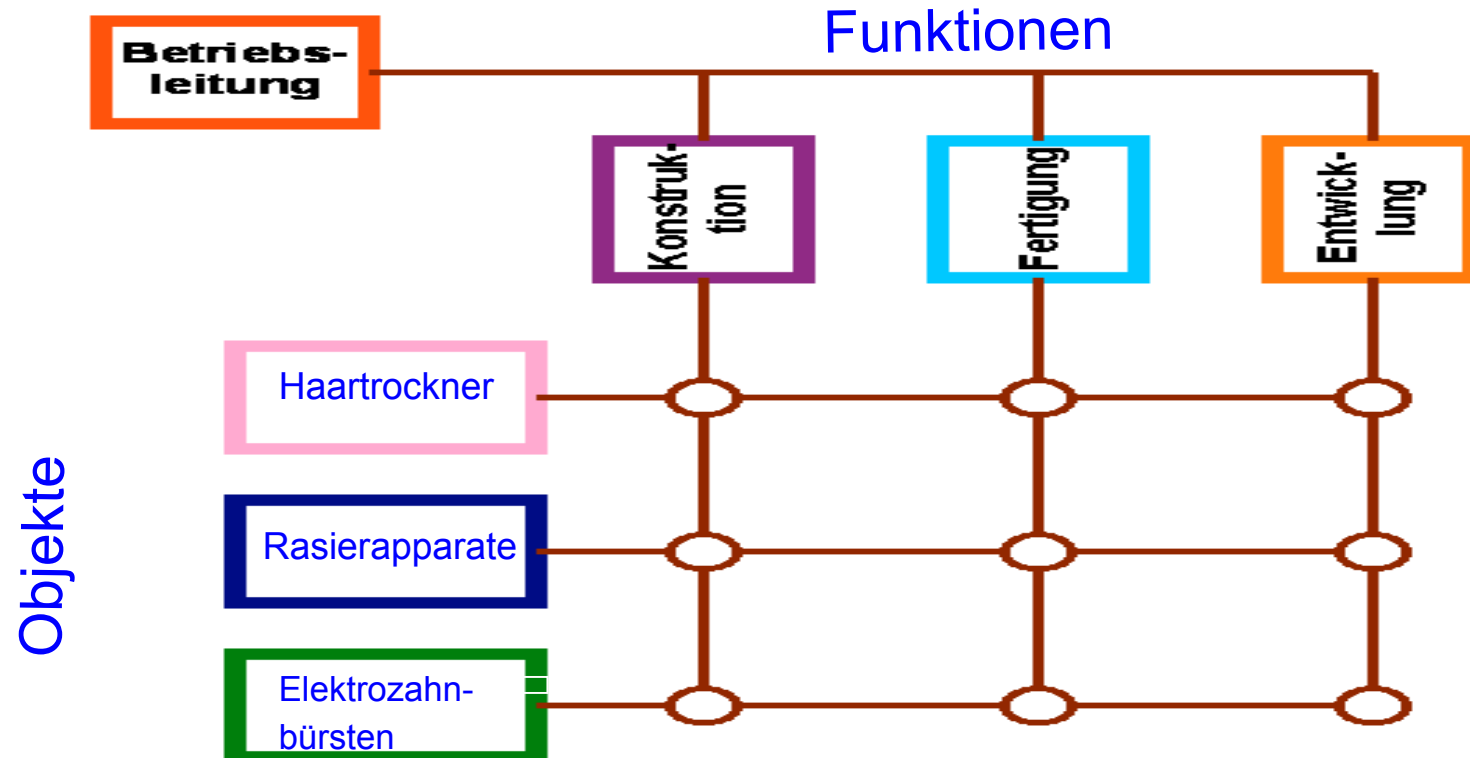 Funktionen
Betriebs-
leitung
Konstruk-
tion
Fertigung
Entwick-
lung
Objekte
Haartrockner
Rasierapparate
Elektrozahn-
bürsten